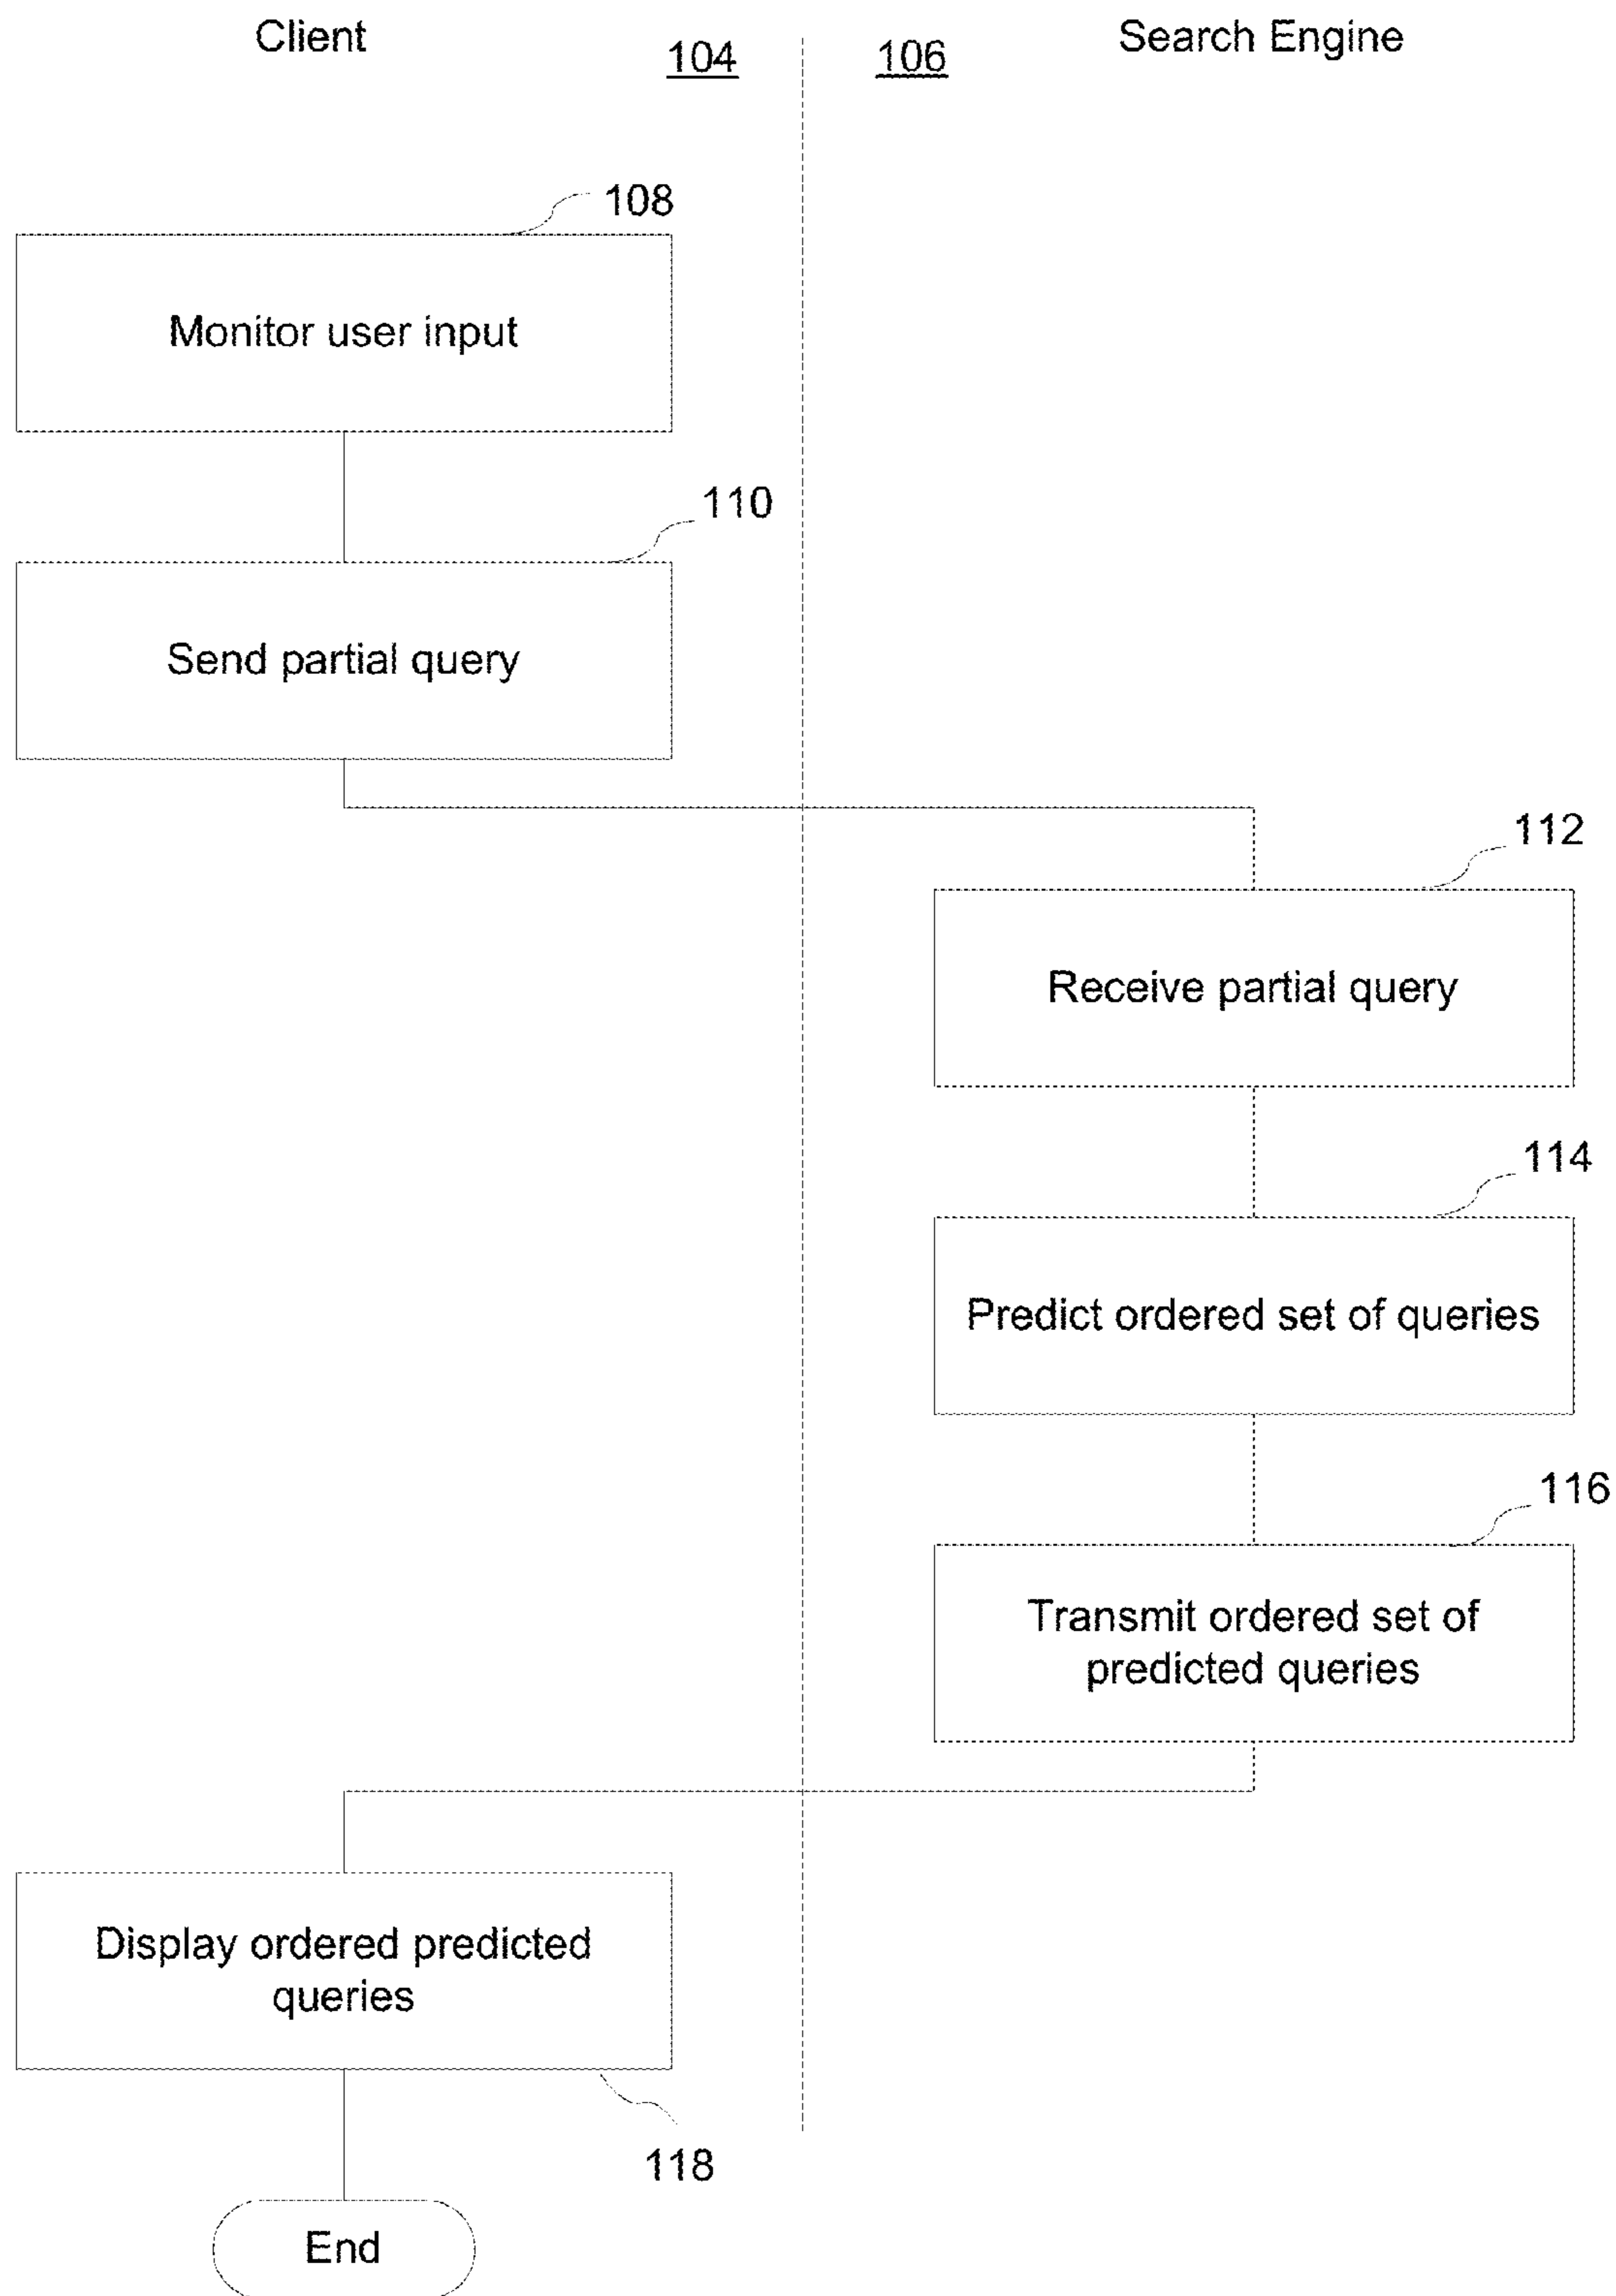 Client
104
106
Search Engine
108
Monitor user input
110
Send partial query
112
Receive partial query
114
Predict ordered set of queries
116
Transmit ordered set of
predicted queries
Display ordered predicted
queries
118
End